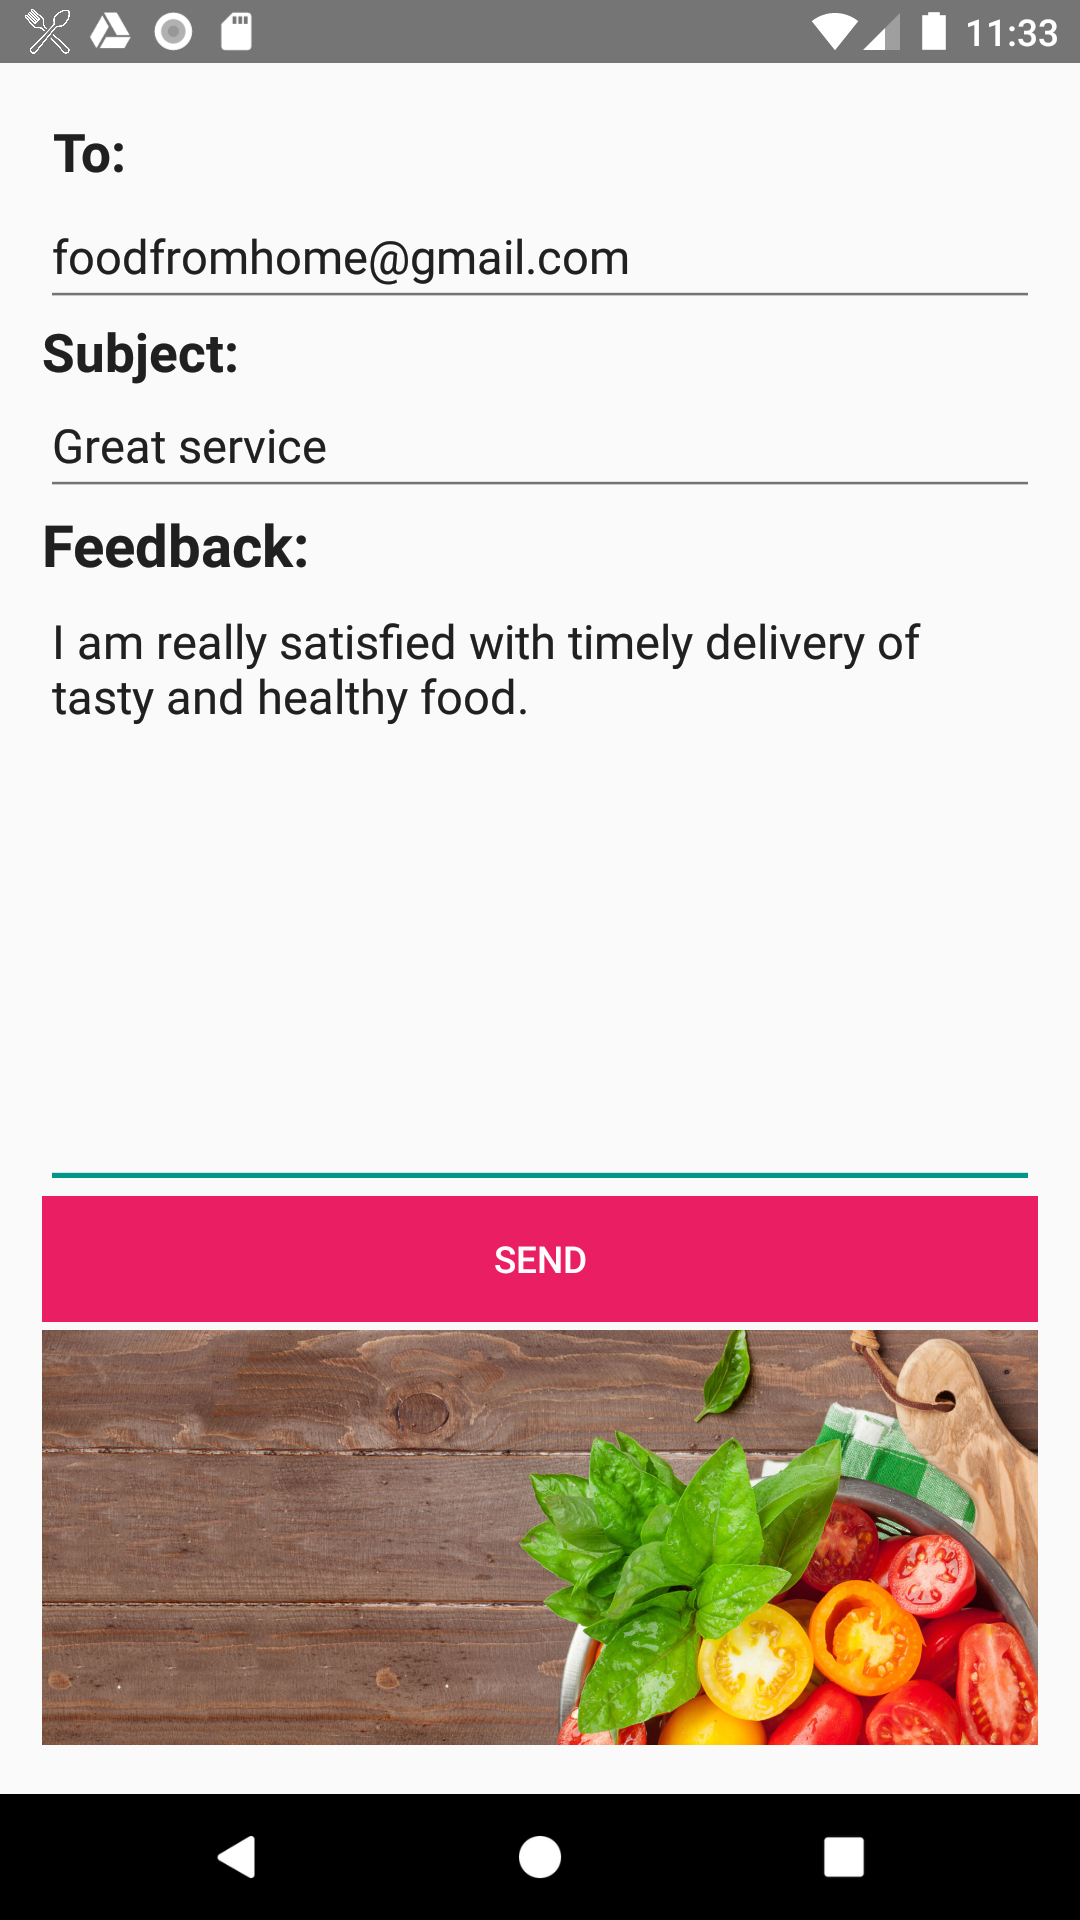 11:33
To:
foodfromhome@gmail.com
Subject:
Great service
Feedback:
I am really satisfied with timely delivery of
tasty and healthy food.
SEND